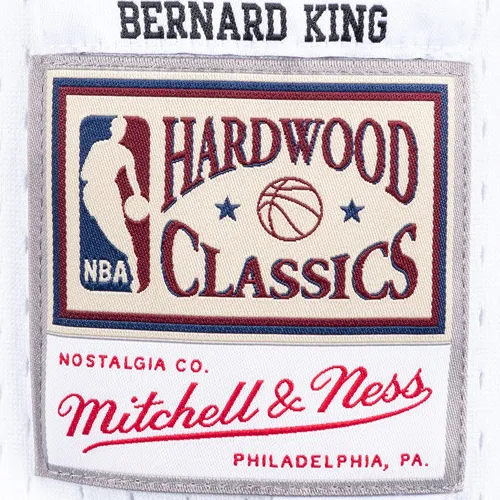 BERNARD KING
HARDWOOD
NBA
CLASSICS
NOSTALGIA CO.
Mitchell & Ness
PHILADELPHIA, PA.